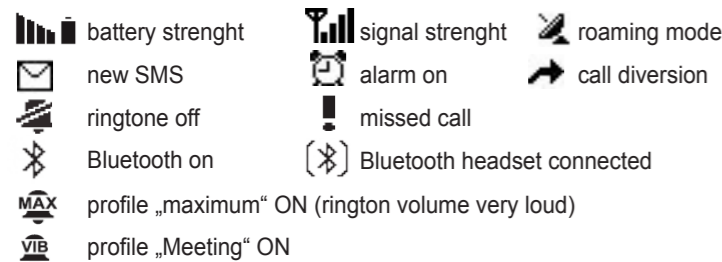 battery strenght signal strenght roaming mode
new SMS alarm on call diversion
ringtone off missed call
Bluetooth on Bluetooth headset connected
MAX profile „maximum“ ON (rington volume very loud)
VIB profile „Meeting“ ON